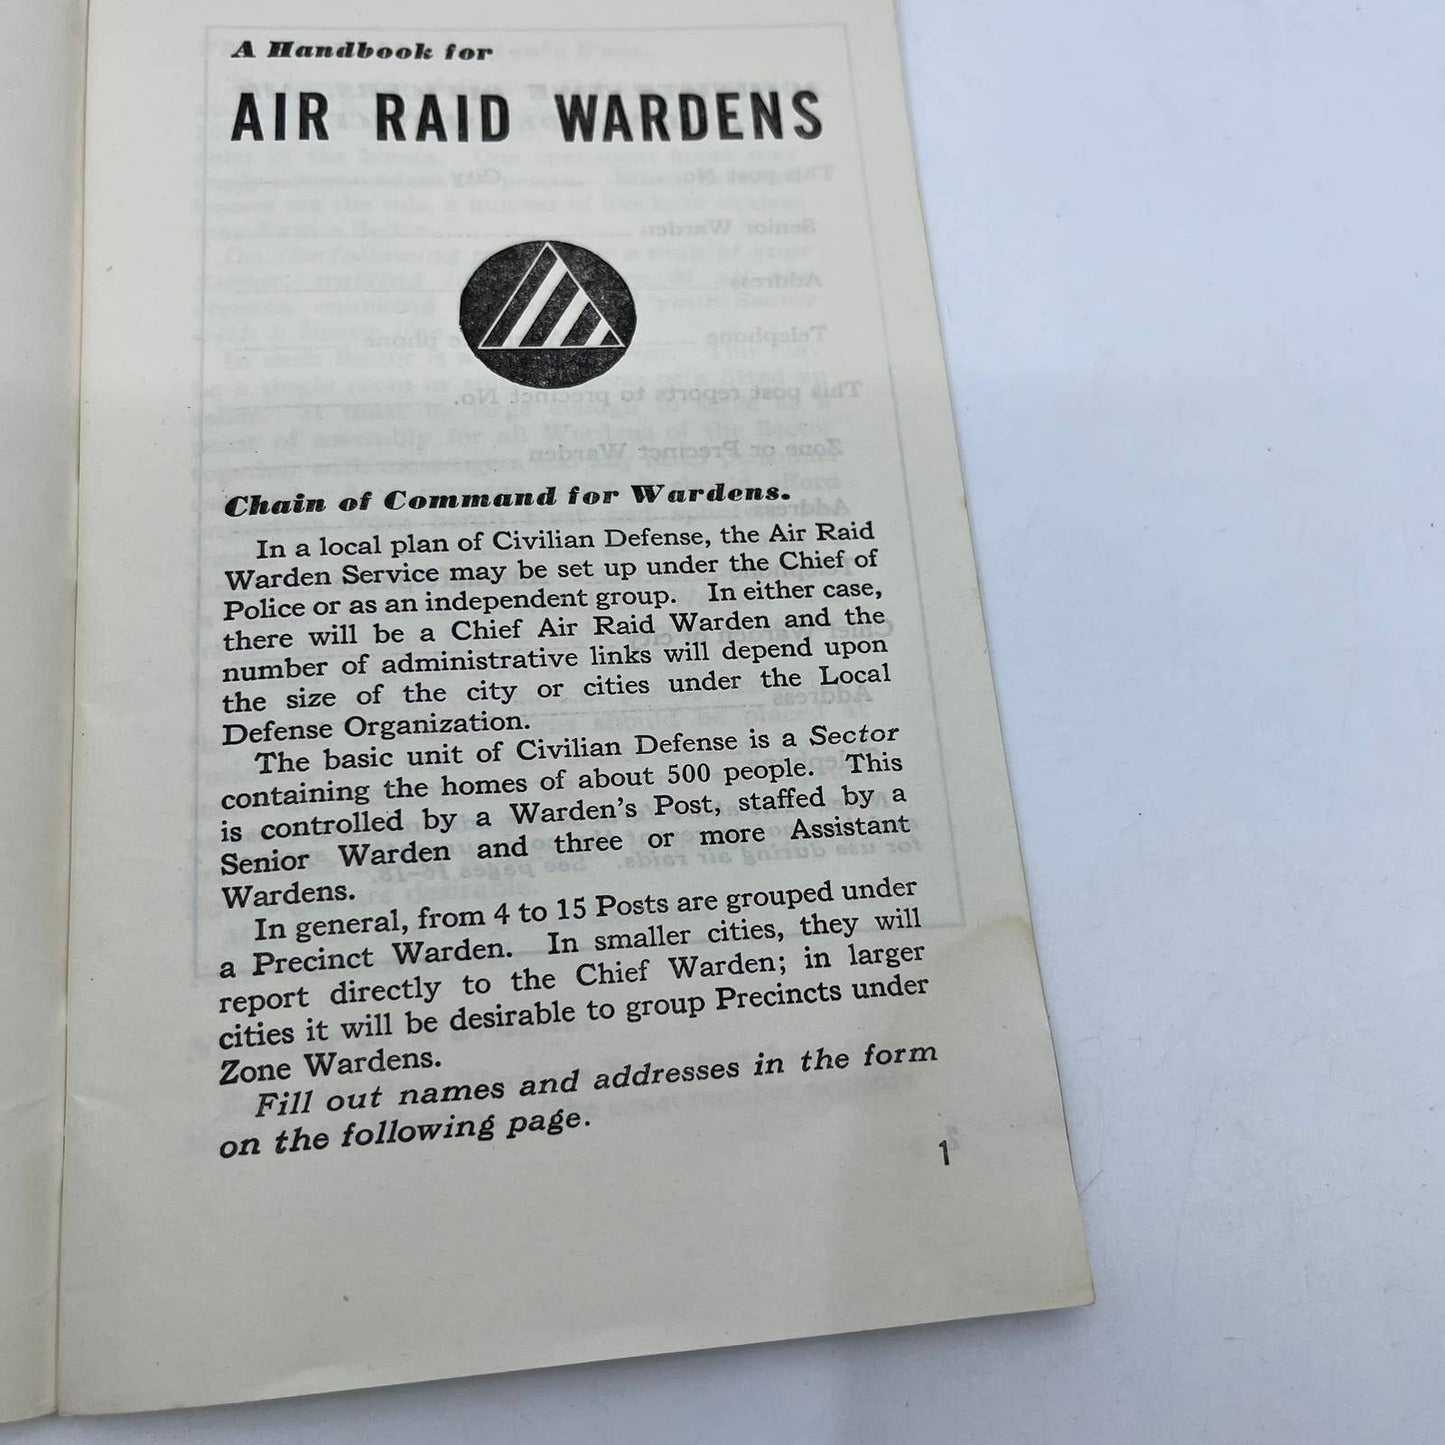 A Handbook for
AIR RAID WARDENS
Chain of Command for Wardens.
In a local plan of Civilian Defense, the Air Raid
Warden Service may be set up under the Chief of
Police or as an independent group. In either case,
there will be a Chief Air Raid Warden and the
number of administrative links will depend upon
the size of the city or cities under the Local
Defense Organization.
The basic unit of Civilian Defense is a Sector
containing the homes of about 500 people. This
is controlled by a Warden's Post, staffed by a
Senior Warden and three or more Assistant
Wardens.
In general, from 4 to 15 Posts are grouped under
a Precinct Warden. In smaller cities, they will
report directly to the Chief Warden; in larger
cities it will be desirable to group Precincts under
Zone Wardens.
Fill out names and addresses in the form
on the following page.
1